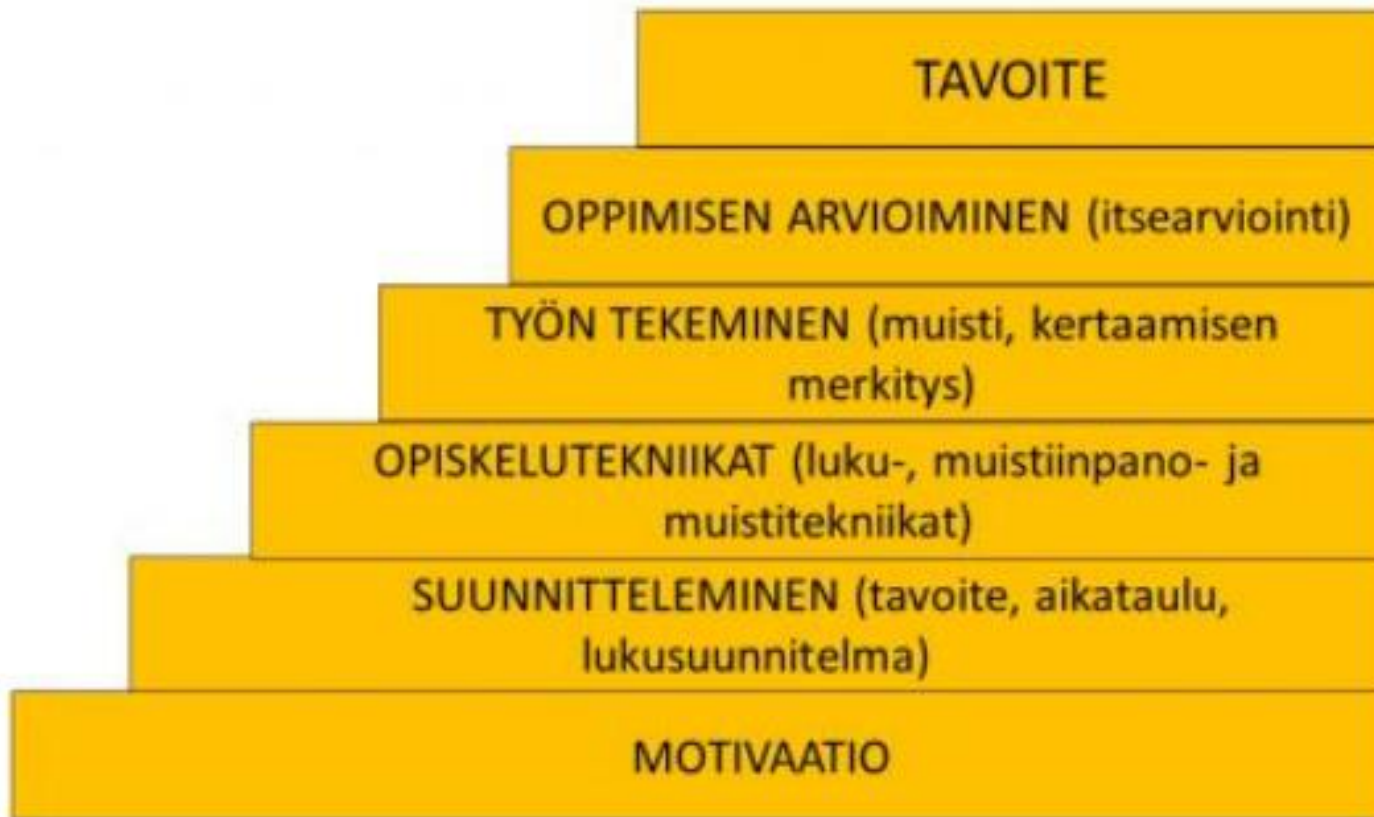 TAVOITE
OPPIMISEN ARVIOIMINEN (itsearviointi)
TYÖN TEKEMINEN (muisti, kertaamisen
merkitys)
OPISKELUTEKNIIKAT (luku-, muistiinpano- ja
muistitekniikat)
SUUNNITTELEMINEN (tavoite, aikataulu,
lukusuunnitelma)
MOTIVAATIO